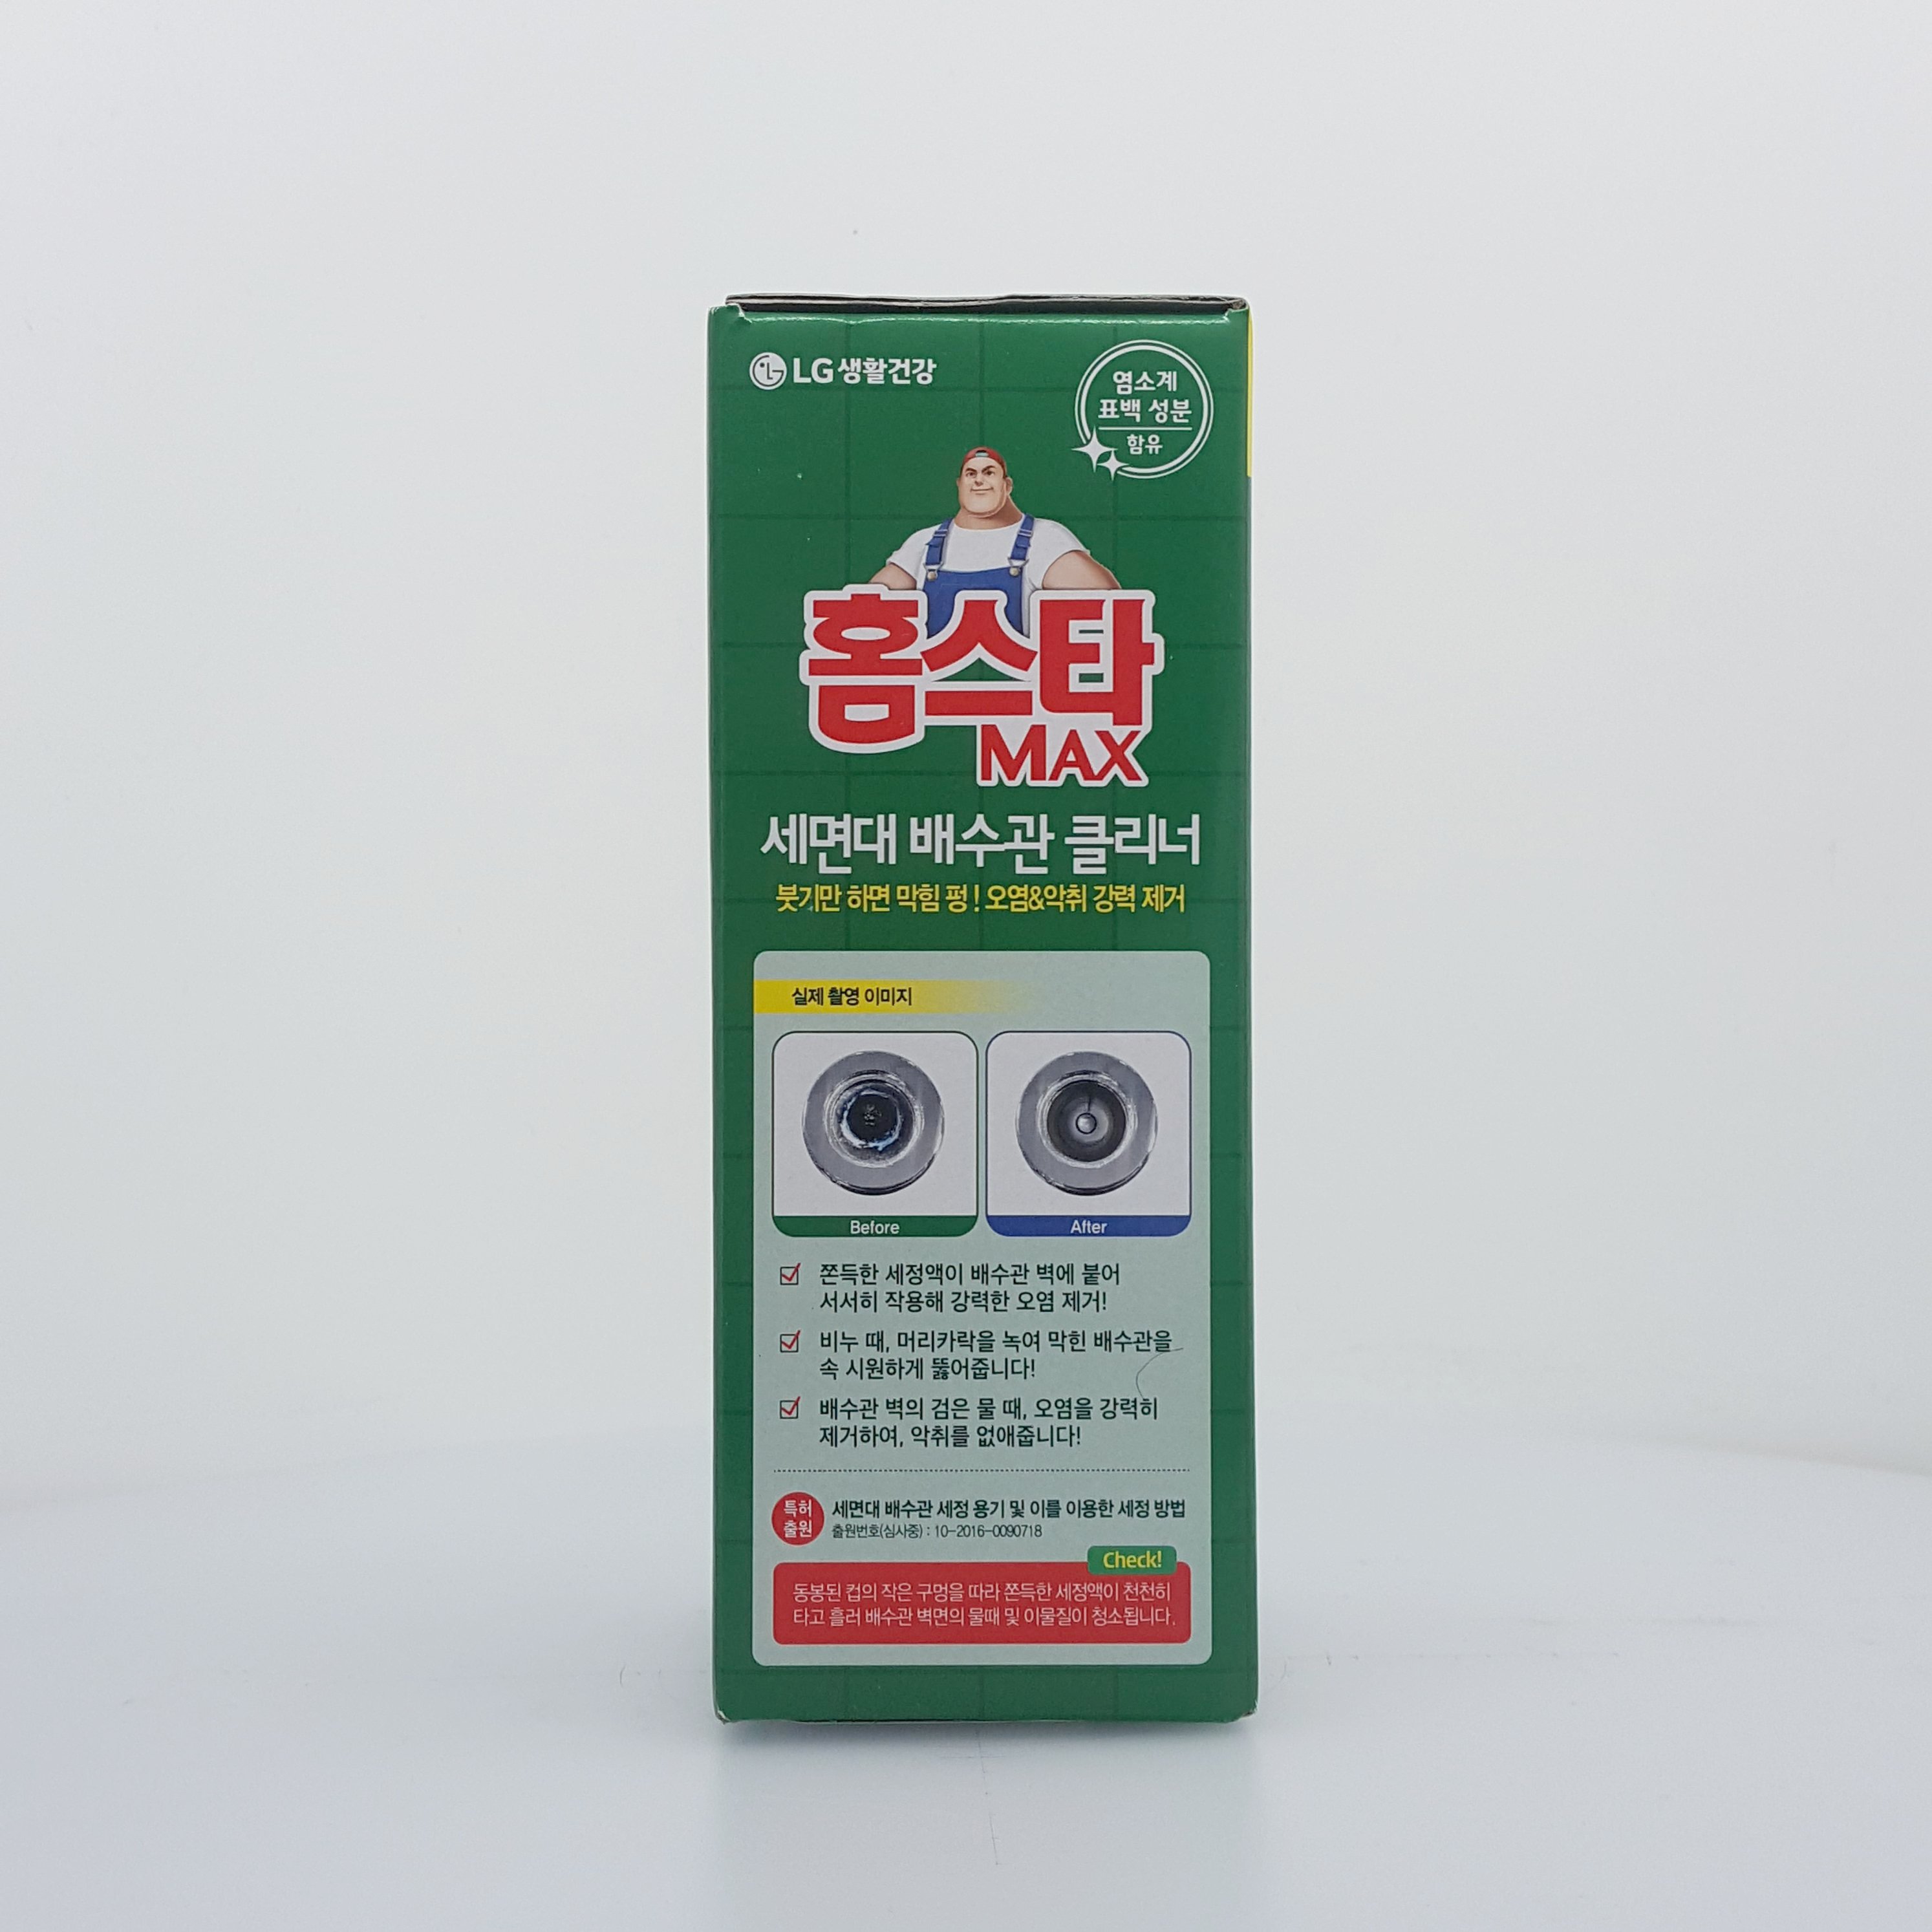 LG생활건강
염소계
표백 성분
함유
홈스타
MAX
세면대 배수관 클리너
붓기만 하면 막힘 펑! 오염&악취 강력 제거
실제 촬영 이미지
Before
After
쫀득한 세정액이 배수관 벽에 붙어
서서히 작용해 강력한 오염 제거!
비누 때, 머리카락을 녹여 막힌 배수관을
속 시원하게 뚫어줍니다!
배수관 벽의 검은 물 때, 오염을 강력히
제거하여, 악취를 없애줍니다!
특허
출원
세면대 배수관 세정 용기 및 이를 이용한 세정 방법
출원번호(심사중) : 10-2016-0090718
Check!
동봉된 컵의 작은 구멍을 따라 쫀득한 세정액이 천천히
타고 흘러 배수관 벽면의 물때 및 이물질이 청소됩니다.